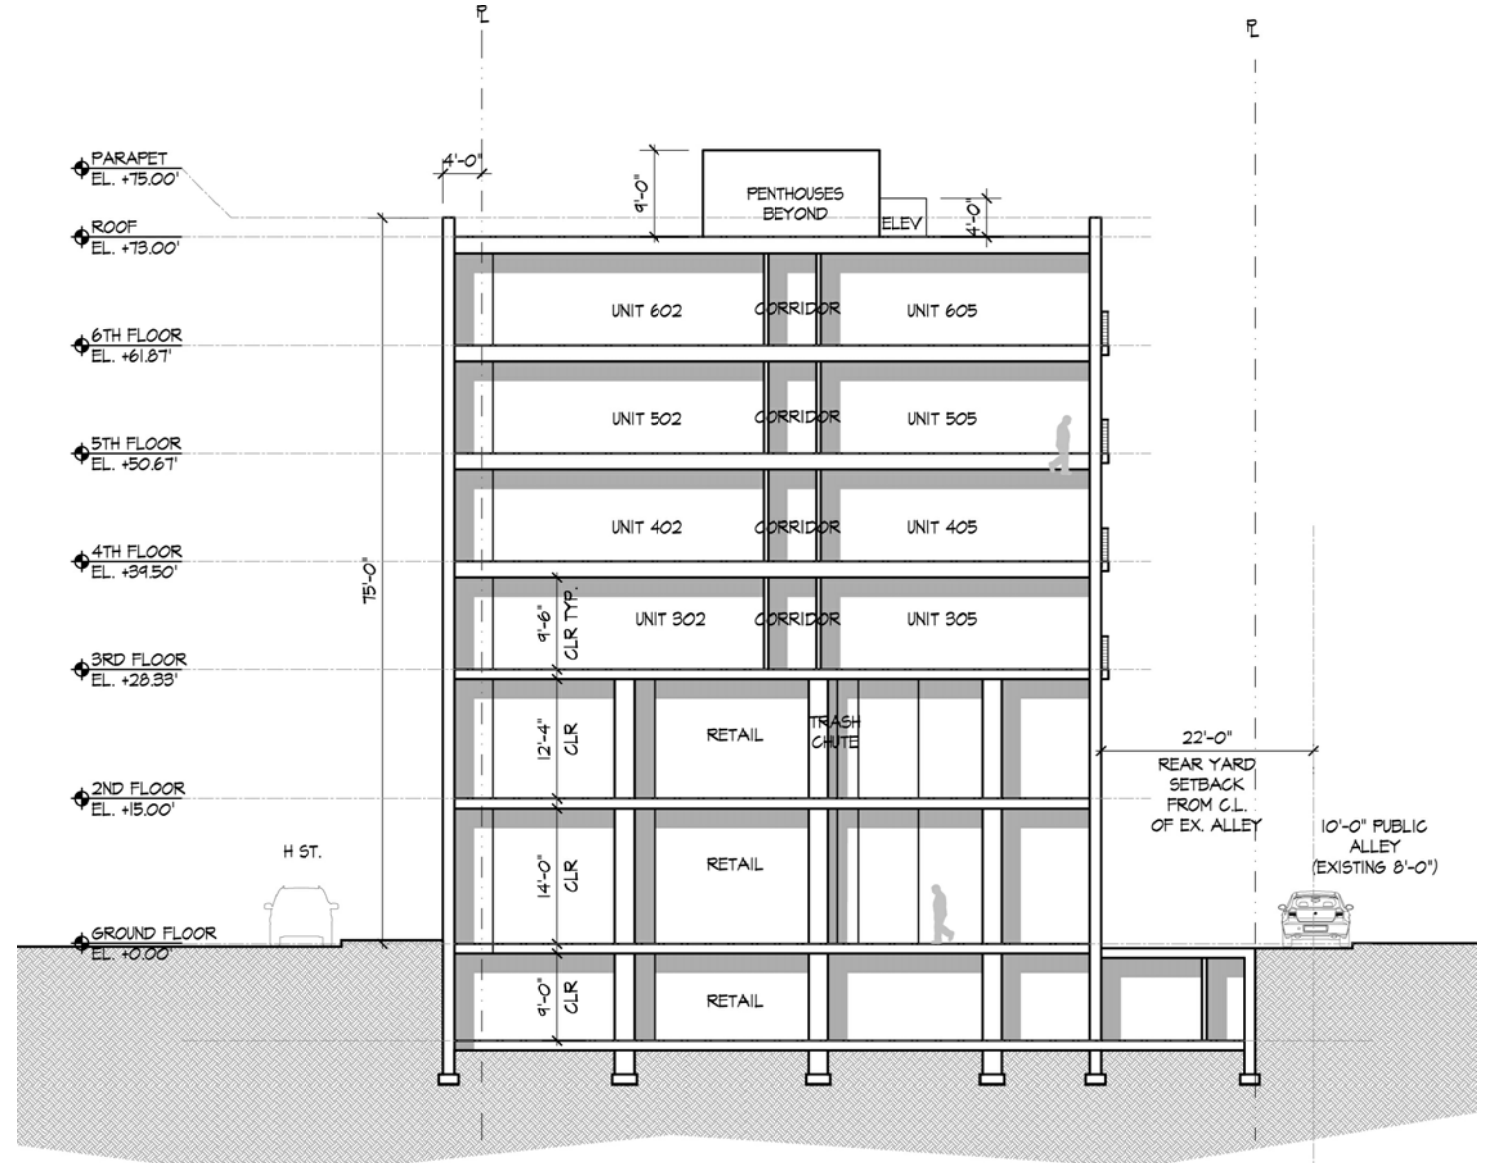 PL
PL
PARAPET
EL. +75.00'
4'-0"
9'-0"
PENTHOUSES
BEYOND
ELEV
4'-0"
ROOF
EL. +73.00'
UNIT 602
CORRIDOR
UNIT 605
6TH FLOOR
EL. +61.87'
UNIT 502
CORRIDOR
UNIT 505
5TH FLOOR
EL. +50.67'
UNIT 402
CORRIDOR
UNIT 405
4TH FLOOR
EL. +39.50'
75'-0"
9'-6"
CLR TYP.
UNIT 302
CORRIDOR
UNIT 305
3RD FLOOR
EL. +28.33'
12'-4"
CLR
RETAIL
TRASH
CHUTE
22'-0"
REAR YARD
SETBACK
FROM C.L.
OF EX. ALLEY
2ND FLOOR
EL. +15.00'
H ST.
14'-0"
CLR
RETAIL
10'-0" PUBLIC
ALLEY
(EXISTING 8'-0")
GROUND FLOOR
EL. +0.00'
9'-0"
CLR
RETAIL